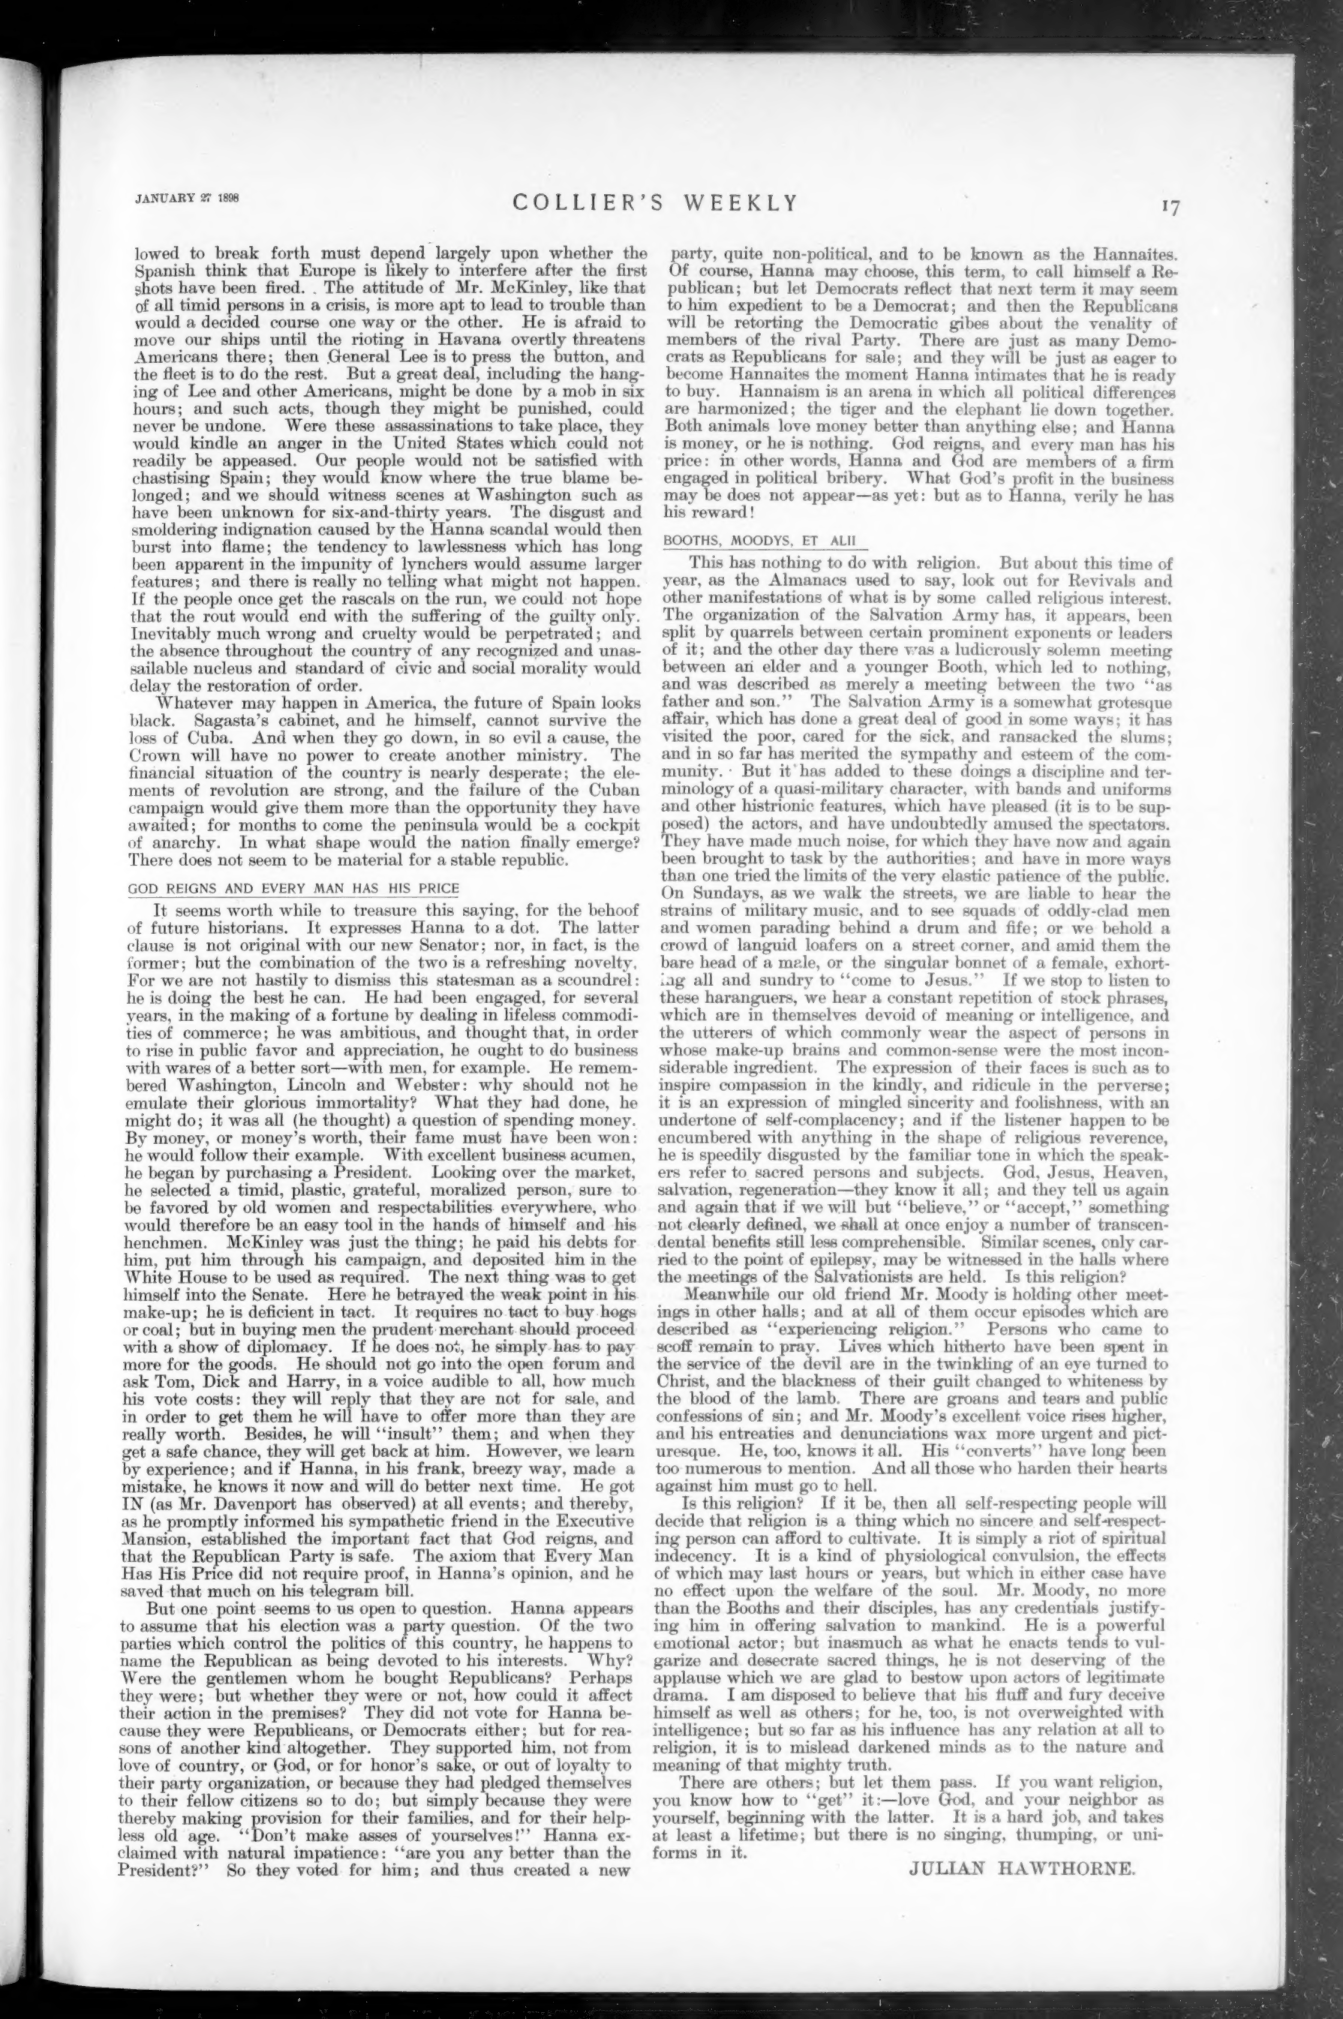 JANUARY 27 1898
COLLIER'S WEEKLY
17
lowed to break forth must depend largely upon whether the
Spanish think that Europe is likely to interfere after the first
shots have been fired. . The attitude of Mr. McKinley, like that
of all timid persons in a crisis, is more apt to lead to trouble than
would a decided course one way or the other. He is afraid to
move our ships until the rioting in Havana overtly threatens
Americans there; then General Lee is to press the button, and
the fleet is to do the rest. But a great deal, including the hang-
ing of Lee and other Americans, might be done by a mob in six
hours; and such acts, though they might be punished, could
never be undone. Were these assassinations to take place, they
would kindle an anger in the United States which could not
readily be appeased. Our people would not be satisfied with
chastising Spain; they would know where the true blame be-
longed; and we should witness scenes at Washington such as
have been unknown for six-and-thirty years. The disgust and
smoldering indignation caused by the Hanna scandal would then
burst into flame; the tendency to lawlessness which has long
been apparent in the impunity of lynchers would assume larger
features; and there is really no telling what might not happen.
If the people once get the rascals on the run, we could not hope
that the rout would end with the suffering of the guilty only.
Inevitably much wrong and cruelty would be perpetrated; and
the absence throughout the country of any recognized and unas-
sailable nucleus and standard of civic and social morality would
delay the restoration of order.
Whatever may happen in America, the future of Spain looks
black. Sagasta's cabinet, and he himself, cannot survive the
loss of Cuba. And when they go down, in so evil a cause, the
Crown will have no power to create another ministry. The
financial situation of the country is nearly desperate; the ele-
ments of revolution are strong, and the failure of the Cuban
campaign would give them more than the opportunity they have
awaited; for months to come the peninsula would be a cockpit
of anarchy. In what shape would the nation finally emerge?
There does not seem to be material for a stable republic.
GOD REIGNS AND EVERY MAN HAS HIS PRICE
It seems worth while to treasure this saying, for the behoof
of future historians. It expresses Hanna to a dot. The latter
clause is not original with our new Senator; nor, in fact, is the
former; but the combination of the two is a refreshing novelty.
For we are not hastily to dismiss this statesman as a scoundrel:
he is doing the best he can. He had been engaged, for several
years, in the making of a fortune by dealing in lifeless commodi-
ties of commerce; he was ambitious, and thought that, in order
to rise in public favor and appreciation, he ought to do business
with wares of a better sort—with men, for example. He remem-
bered Washington, Lincoln and Webster: why should not he
emulate their glorious immortality? What they had done, he
might do; it was all (he thought) a question of spending money.
By money, or money's worth, their fame must have been won:
he would follow their example. With excellent business acumen,
he began by purchasing a President. Looking over the market,
he selected a timid, plastic, grateful, moralized person, sure to
be favored by old women and respectabilities everywhere, who
would therefore be an easy tool in the hands of himself and his
henchmen. McKinley was just the thing; he paid his debts for
him, put him through his campaign, and deposited him in the
White House to be used as required. The next thing was to get
himself into the Senate. Here he betrayed the weak point in his
make-up; he is deficient in tact. It requires no tact to buy hogs
or coal; but in buying men the prudent merchant should proceed
with a show of diplomacy. If he does not, he simply has to pay
more for the goods. He should not go into the open forum and
ask Tom, Dick and Harry, in a voice audible to all, how much
his vote costs: they will reply that they are not for sale, and
in order to get them he will have to offer more than they are
really worth. Besides, he will "insult" them; and when they
get a safe chance, they will get back at him. However, we learn
by experience; and if Hanna, in his frank, breezy way, made a
mistake, he knows it now and will do better next time. He got
IN (as Mr. Davenport has observed) at all events; and thereby,
as he promptly informed his sympathetic friend in the Executive
Mansion, established the important fact that God reigns, and
that the Republican Party is safe. The axiom that Every Man
Has His Price did not require proof, in Hanna's opinion, and he
saved that much on his telegram bill.
But one point seems to us open to question. Hanna appears
to assume that his election was a party question. Of the two
parties which control the politics of this country, he happens to
name the Republican as being devoted to his interests. Why?
Were the gentlemen whom he bought Republicans? Perhaps
they were; but whether they were or not, how could it affect
their action in the premises? They did not vote for Hanna be-
cause they were Republicans, or Democrats either; but for rea-
sons of another kind altogether. They supported him, not from
love of country, or God, or for honor's sake, or out of loyalty to
their party organization, or because they had pledged themselves
to their fellow citizens so to do; but simply because they were
thereby making provision for their families, and for their help-
less old age. "Don't make asses of yourselves!" Hanna ex-
claimed with natural impatience: "are you any better than the
President?" So they voted for him; and thus created a new
party, quite non-political, and to be known as the Hannaites.
Of course, Hanna may choose, this term, to call himself a Re-
publican; but let Democrats reflect that next term it may seem
to him expedient to be a Democrat; and then the Republicans
will be retorting the Democratic gibes about the venality of
members of the rival Party. There are just as many Demo-
crats as Republicans for sale; and they will be just as eager to
become Hannaites the moment Hanna intimates that he is ready
to buy. Hannaism is an arena in which all political differences
are harmonized; the tiger and the elephant lie down together.
Both animals love money better than anything else; and Hanna
is money, or he is nothing. God reigns, and every man has his
price: in other words, Hanna and God are members of a firm
engaged in political bribery. What God's profit in the business
may be does not appear—as yet: but as to Hanna, verily he has
his reward!
BOOTHS, MOODYS, ET ALII
This has nothing to do with religion. But about this time of
year, as the Almanacs used to say, look out for Revivals and
other manifestations of what is by some called religious interest.
The organization of the Salvation Army has, it appears, been
split by quarrels between certain prominent exponents or leaders
of it; and the other day there was a ludicrously solemn meeting
between an elder and a younger Booth, which led to nothing,
and was described as merely a meeting between the two "as
father and son." The Salvation Army is a somewhat grotesque
affair, which has done a great deal of good in some ways; it has
visited the poor, cared for the sick, and ransacked the slums;
and in so far has merited the sympathy and esteem of the com-
munity. But it has added to these doings a discipline and ter-
minology of a quasi-military character, with bands and uniforms
and other histrionic features, which have pleased (it is to be sup-
posed) the actors, and have undoubtedly amused the spectators.
They have made much noise, for which they have now and again
been brought to task by the authorities; and have in more ways
than one tried the limits of the very elastic patience of the public.
On Sundays, as we walk the streets, we are liable to hear the
strains of military music, and to see squads of oddly-clad men
and women parading behind a drum and fife; or we behold a
crowd of languid loafers on a street corner, and amid them the
bare head of a male, or the singular bonnet of a female, exhort-
ing all and sundry to "come to Jesus." If we stop to listen to
these haranguers, we hear a constant repetition of stock phrases,
which are in themselves devoid of meaning or intelligence, and
the utterers of which commonly wear the aspect of persons in
whose make-up brains and common-sense were the most incon-
siderable ingredient. The expression of their faces is such as to
inspire compassion in the kindly, and ridicule in the perverse;
it is an expression of mingled sincerity and foolishness, with an
undertone of self-complacency; and if the listener happen to be
encumbered with anything in the shape of religious reverence,
he is speedily disgusted by the familiar tone in which the speak-
ers refer to sacred persons and subjects. God, Jesus, Heaven,
salvation, regeneration—they know it all; and they tell us again
and again that if we will but "believe," or "accept," something
not clearly defined, we shall at once enjoy a number of transcen-
dental benefits still less comprehensible. Similar scenes, only car-
ried to the point of epilepsy, may be witnessed in the halls where
the meetings of the Salvationists are held. Is this religion?
Meanwhile our old friend Mr. Moody is holding other meet-
ings in other halls; and at all of them occur episodes which are
described as "experiencing religion." Persons who came to
scoff remain to pray. Lives which hitherto have been spent in
the service of the devil are in the twinkling of an eye turned to
Christ, and the blackness of their guilt changed to whiteness by
the blood of the lamb. There are groans and tears and public
confessions of sin; and Mr. Moody's excellent voice rises higher,
and his entreaties and denunciations wax more urgent and pict-
uresque. He, too, knows it all. His "converts" have long been
too numerous to mention. And all those who harden their hearts
against him must go to hell.
Is this religion? If it be, then all self-respecting people will
decide that religion is a thing which no sincere and self-respect-
ing person can afford to cultivate. It is simply a riot of spiritual
indecency. It is a kind of physiological convulsion, the effects
of which may last hours or years, but which in either case have
no effect upon the welfare of the soul. Mr. Moody, no more
than the Booths and their disciples, has any credentials justify-
ing him in offering salvation to mankind. He is a powerful
emotional actor; but inasmuch as what he enacts tends to vul-
garize and desecrate sacred things, he is not deserving of the
applause which we are glad to bestow upon actors of legitimate
drama. I am disposed to believe that his fluff and fury deceive
himself as well as others; for he, too, is not overweighted with
intelligence; but so far as his influence has any relation at all to
religion, it is to mislead darkened minds as to the nature and
meaning of that mighty truth.
There are others; but let them pass. If you want religion,
you know how to "get" it:—love God, and your neighbor as
yourself, beginning with the latter. It is a hard job, and takes
at least a lifetime; but there is no singing, thumping, or uni-
forms in it.
JULIAN HAWTHORNE.